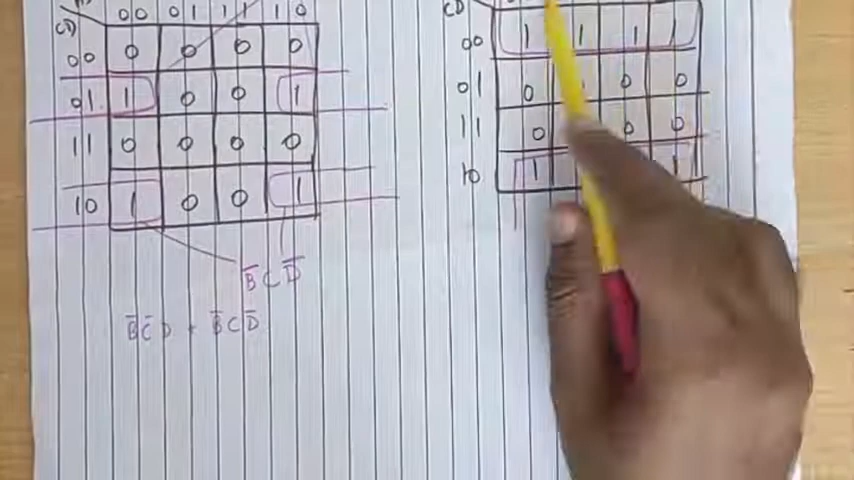 00 01 11 10
CD
00 0 0 0 0
01 1 0 0 1
11 0 0 0 0
10 1 0 0 1
B̅ C D̅
B̅ C̅ D + B̅ C D̅
CD
00 1 1 1 1
01 0 0 0
11 0 0 0
10 1 1